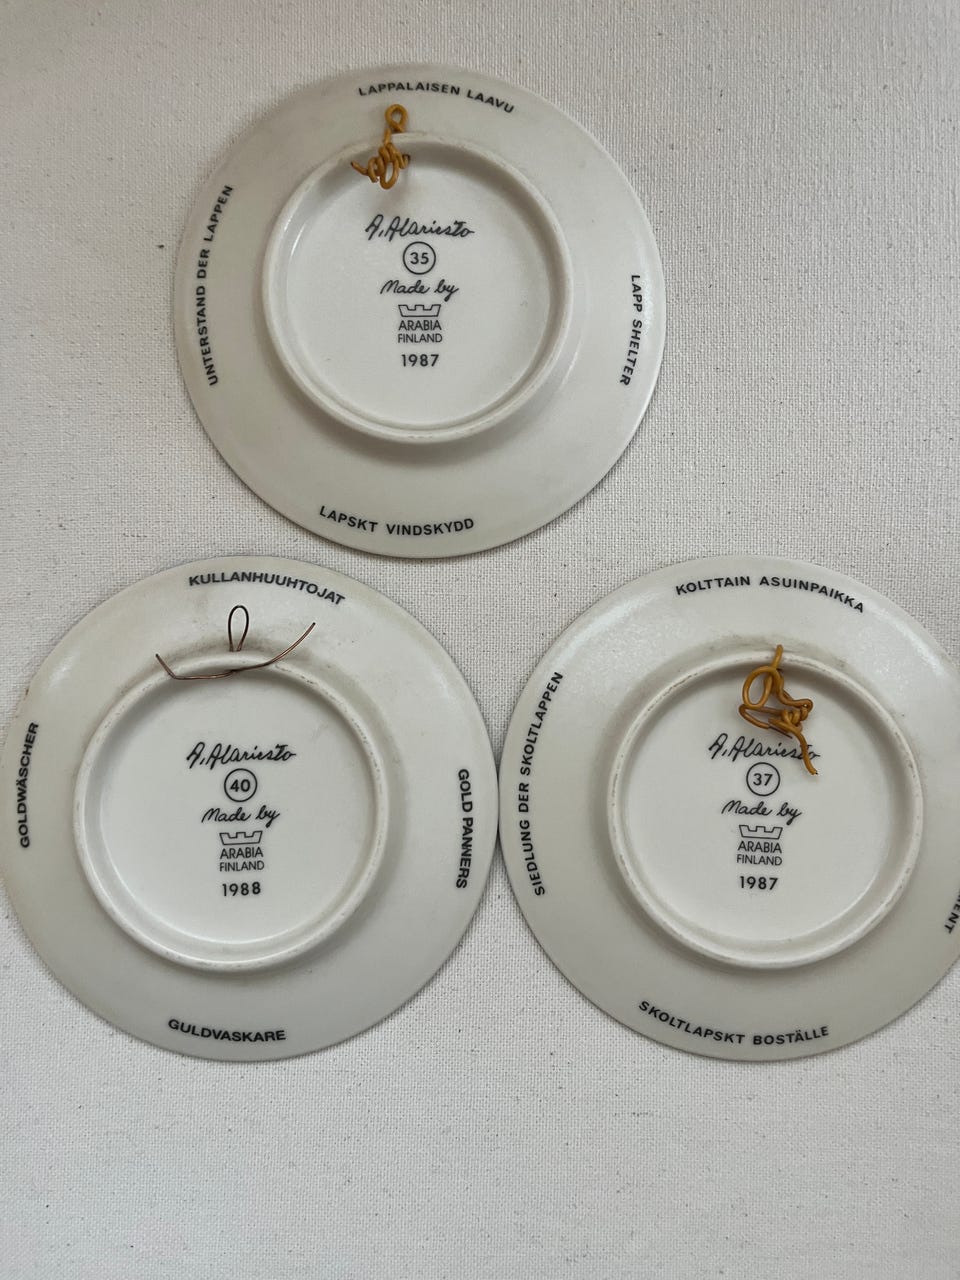 LAPPALAISEN LAAVU
UNTERSTAND DER LAPPEN
A. Alariesto
35
Made by
ARABIA
FINLAND
1987
LAPP SHELTER
LAPSKT VINDSKYDD
KULLANHUUHTOJAT
GOLDWÄSCHER
A. Alariesto
40
Made by
ARABIA
FINLAND
1988
GOLD PANNERS
GULDVASKARE
KOLTTAIN ASUINPAIKKA
SIEDLUNG DER SKOLTLAPPEN
A. Alariesto
37
Made by
ARABIA
FINLAND
1987
SKOLTLAPSKT BOSTÄLLE